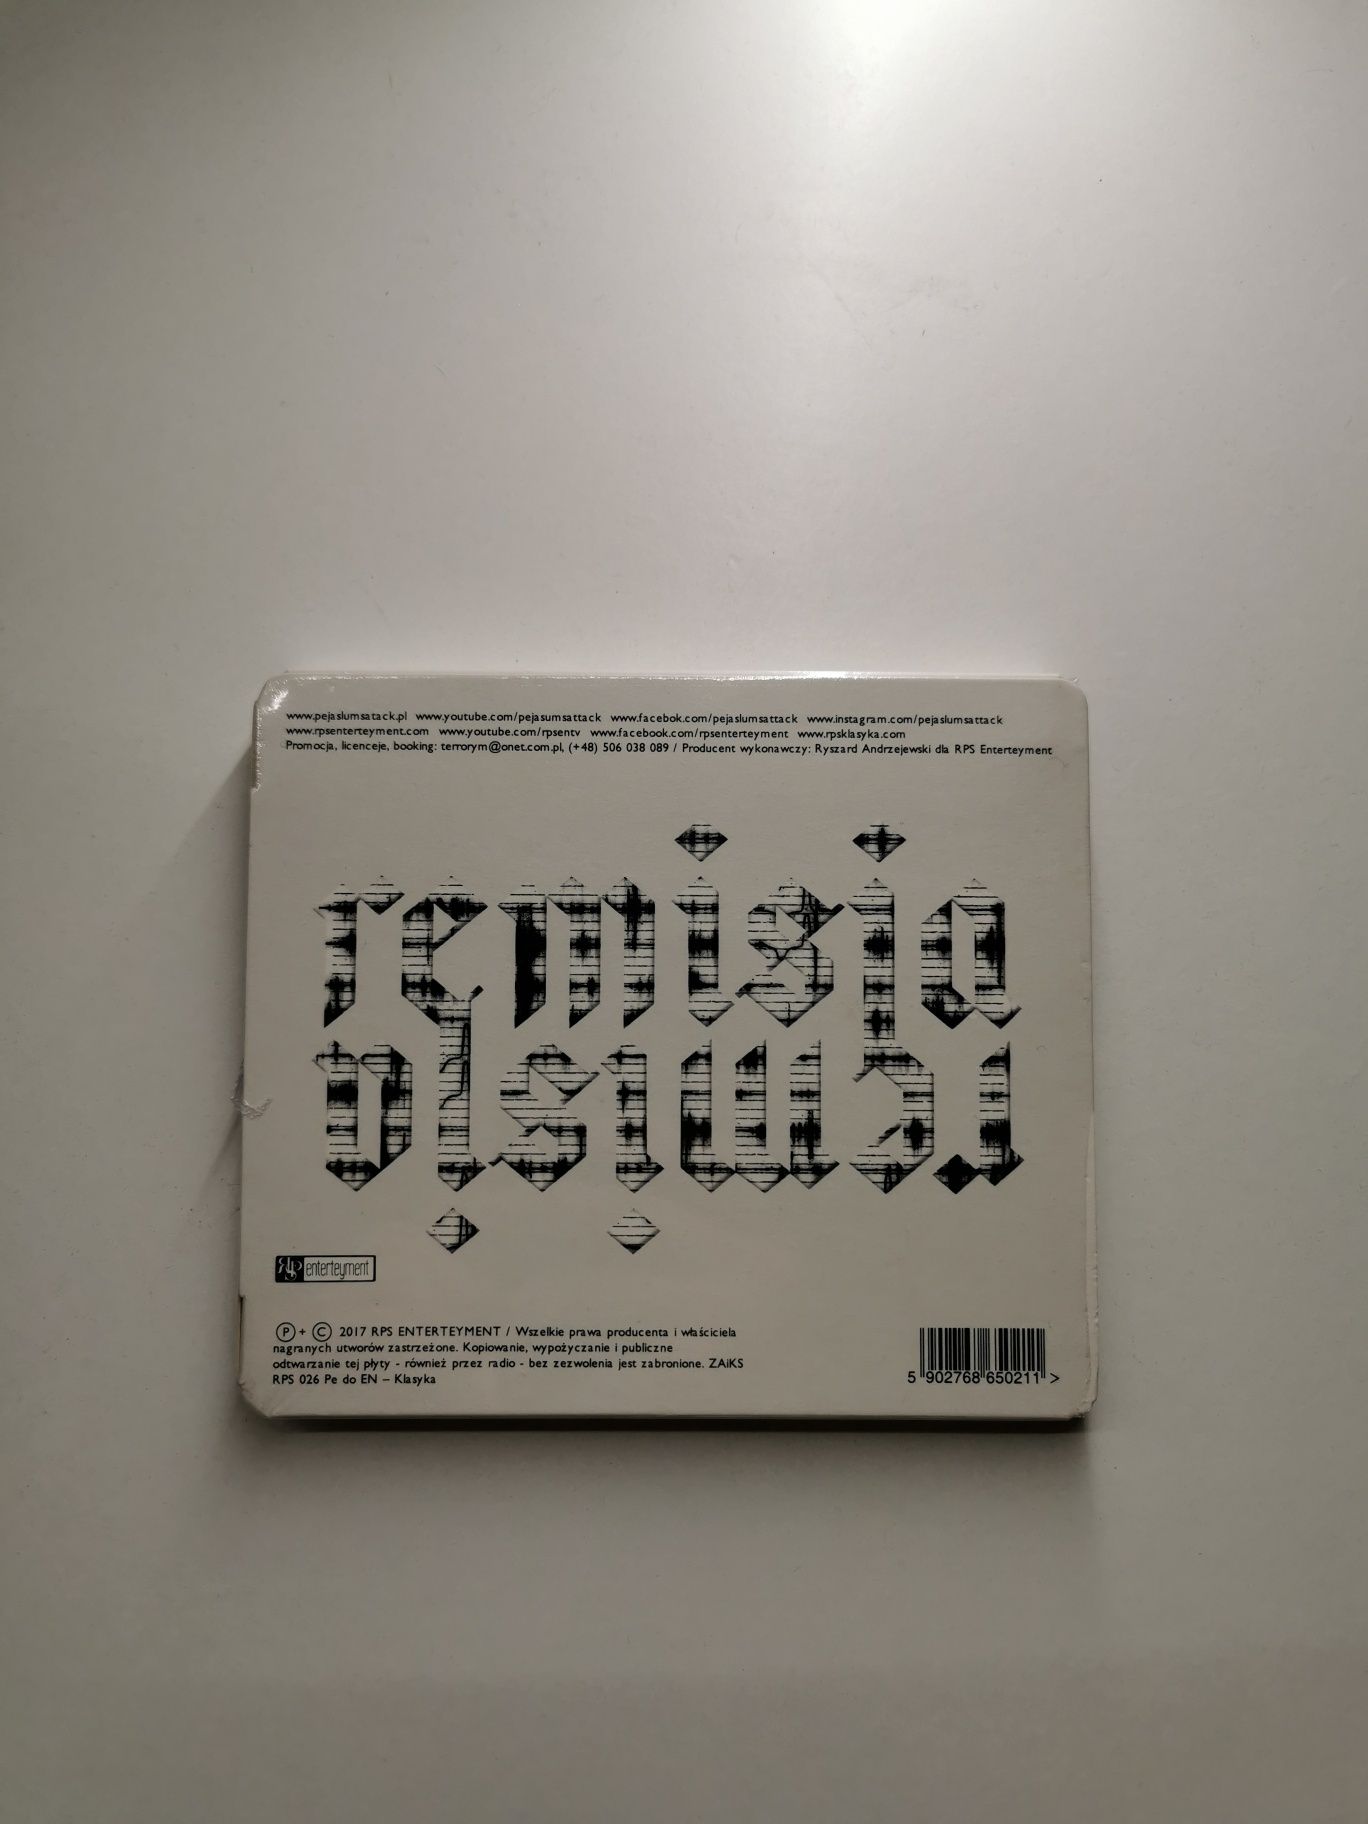 www.pejaslumsatack.pl www.youtube.com/pejasumsattack www.facebok.com/pejaslumsattack www.instagram.com/pejaslumsattack
www.rpsenterteyment.com www.youtube.com/rpsentv www.facebook.com/rpsenterteyment www.rpsklasyka.com
Promocja, licenceje, booking: terrorym@onet.com.pl, (+48) 506 038 089 / Producent wykonawczy: Ryszard Andrzejewski dla RPS Enterteyment
remisja
remisja
RPS enterteyment
Ⓟ + © 2017 RPS ENTERTEYMENT / Wszelkie prawa producenta i właściciela
nagranych utworów zastrzeżone. Kopiowanie, wypożyczanie i publiczne
odtwarzanie tej płyty - również przez radio - bez zezwolenia jest zabronione. ZAiKS
RPS 026 Pe do EN – Klasyka
5 902768 650211 >